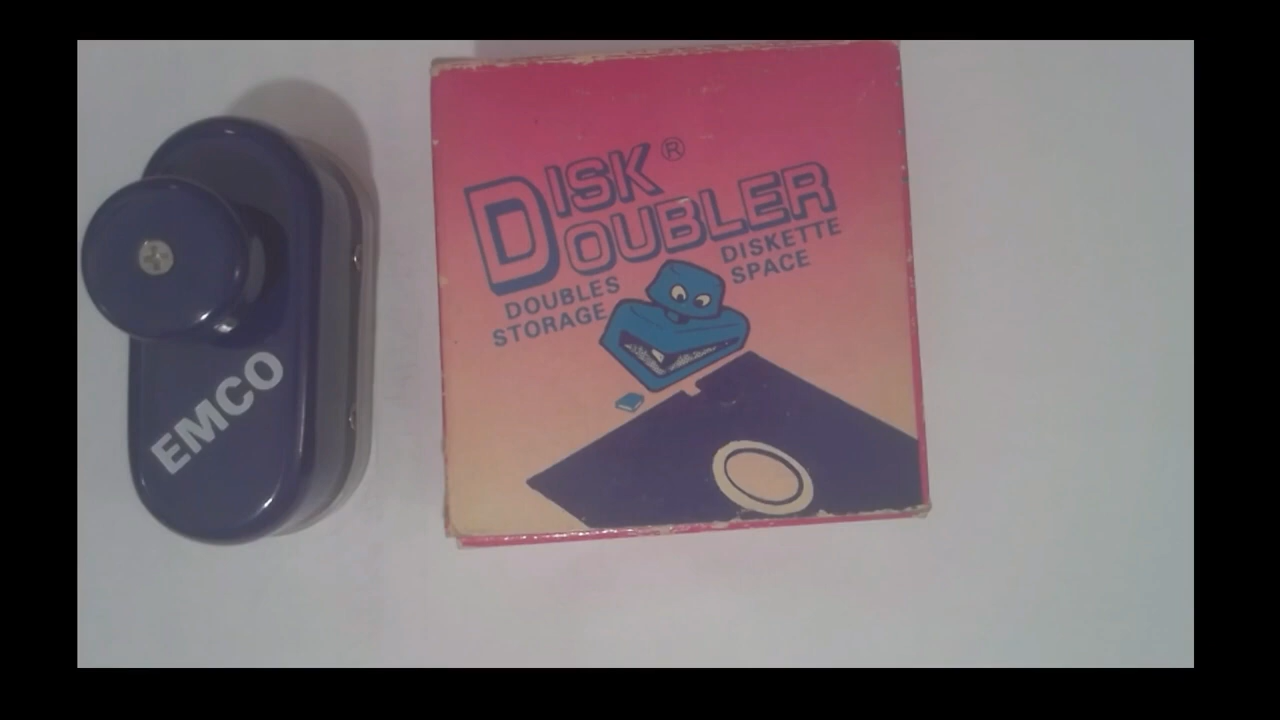 DISK®
DOUBLER
DOUBLES
STORAGE
DISKETTE
SPACE
EMCO